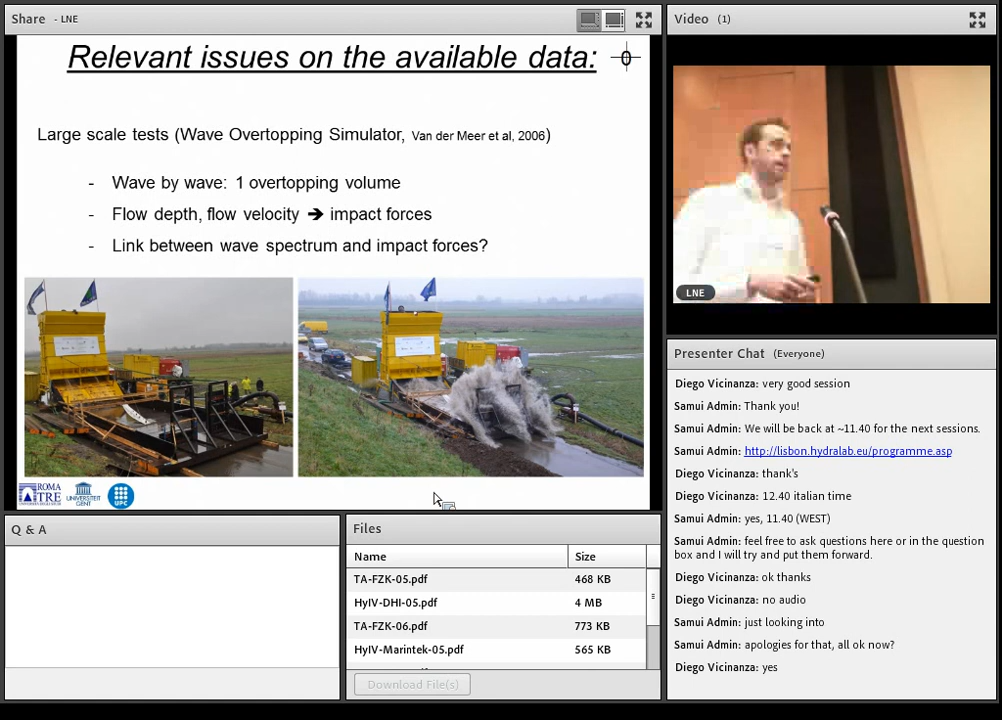 Share - LNE
Relevant issues on the available data:
Large scale tests (Wave Overtopping Simulator, Van der Meer et al, 2006)
- Wave by wave: 1 overtopping volume
- Flow depth, flow velocity ➔ impact forces
- Link between wave spectrum and impact forces?
ROMA
TRE
UNIVERSITEIT
GENT
UPC
Video (1)
LNE
Presenter Chat (Everyone)
Diego Vicinanza: very good session
Samui Admin: Thank you!
Samui Admin: We will be back at ~11.40 for the next sessions.
Samui Admin: http://lisbon.hydralab.eu/programme.asp
Diego Vicinanza: thank's
Samui Admin: 12.40 italian time
Samui Admin: yes, 11.40 (WEST)
Samui Admin: feel free to ask questions here or in the question
box and I will try and put them forward.
Diego Vicinanza: ok thanks
Diego Vicinanza: no audio
Samui Admin: just looking into
Samui Admin: apologies for that, all ok now?
Diego Vicinanza: yes
Q & A
Files
Name Size
TA-FZK-05.pdf 468 KB
HyIV-DHI-05.pdf 4 MB
TA-FZK-06.pdf 773 KB
HyIV-Marintek-05.pdf 565 KB
Download File(s)